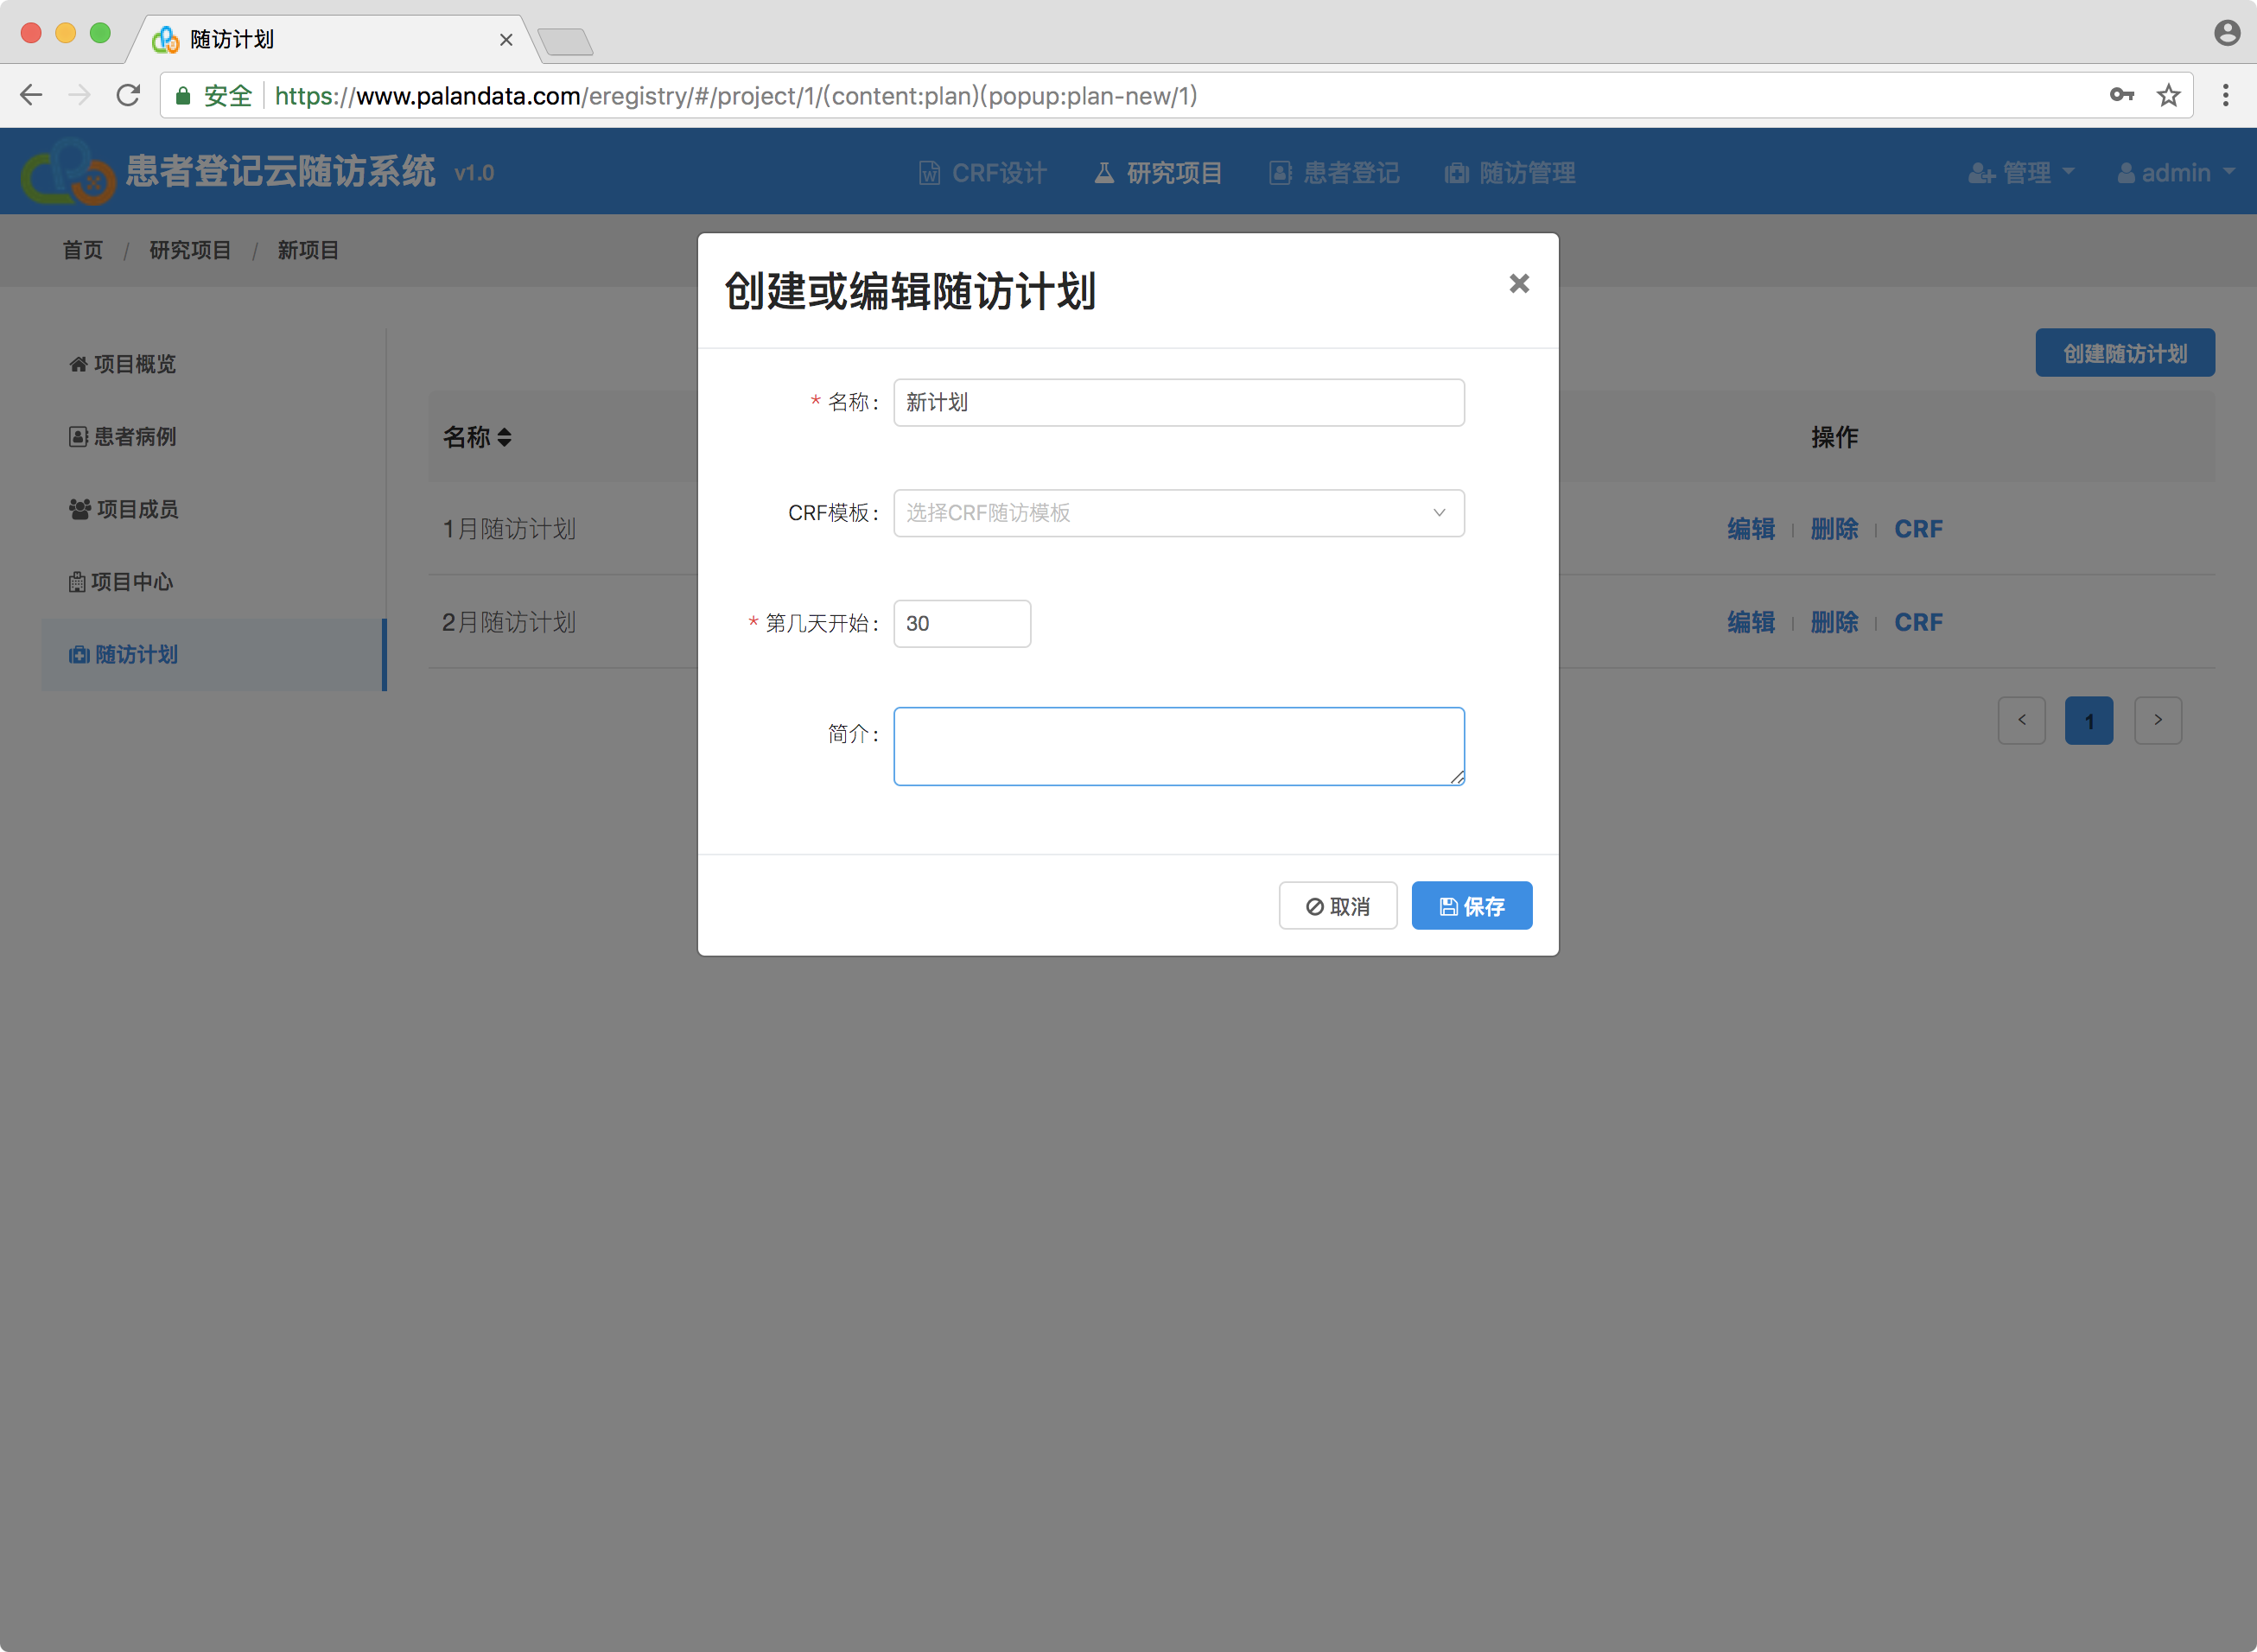 随访计划
安全 https://www.palandata.com/eregistry/#/project/1/(content:plan)(popup:plan-new/1)
患者登记云随访系统 v1.0 CRF设计 研究项目 患者登记 随访管理 管理 admin
首页 / 研究项目 / 新项目
项目概览
患者病例
项目成员
项目中心
随访计划
创建随访计划
名称 操作
1月随访计划 编辑 删除 CRF
2月随访计划 编辑 删除 CRF
< 1 >
创建或编辑随访计划
* 名称: 新计划
CRF模板: 选择CRF随访模板
* 第几天开始: 30
简介:
取消 保存